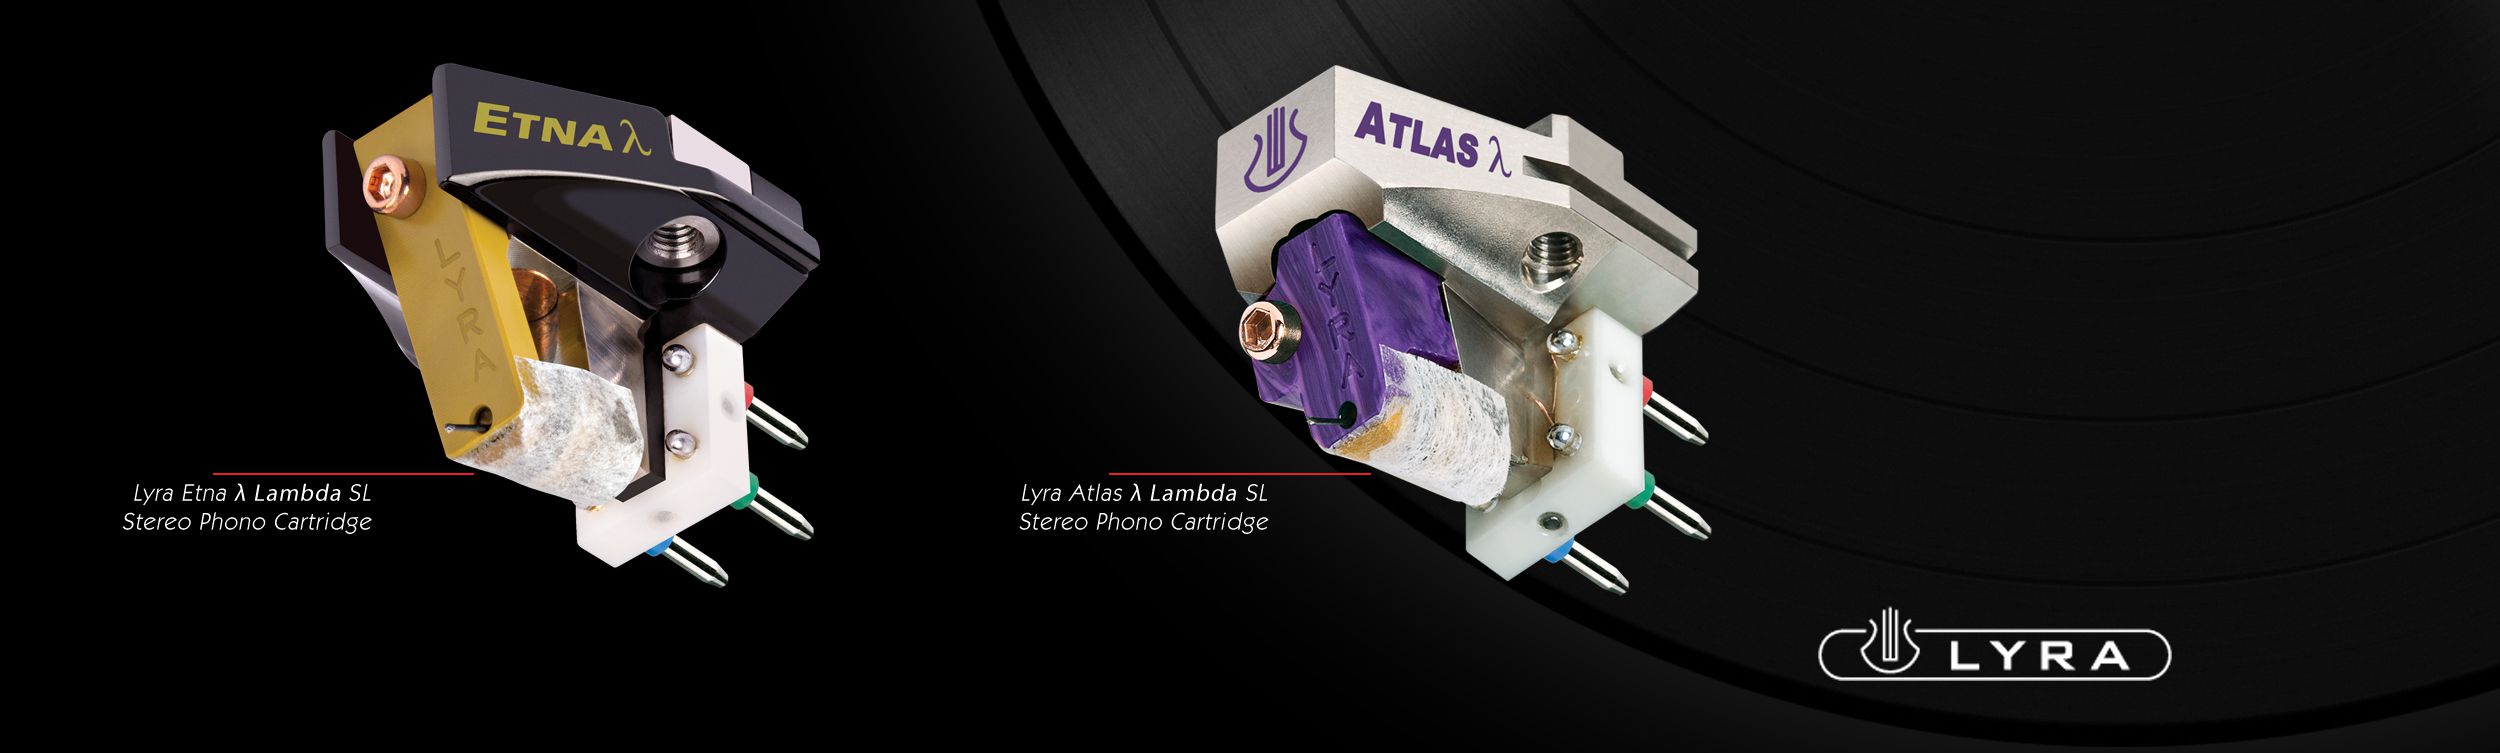 ETNA λ
LYRA
Lyra Etna λ Lambda SL
Stereo Phono Cartridge
ATLAS λ
LYRA
Lyra Atlas λ Lambda SL
Stereo Phono Cartridge
LYRA